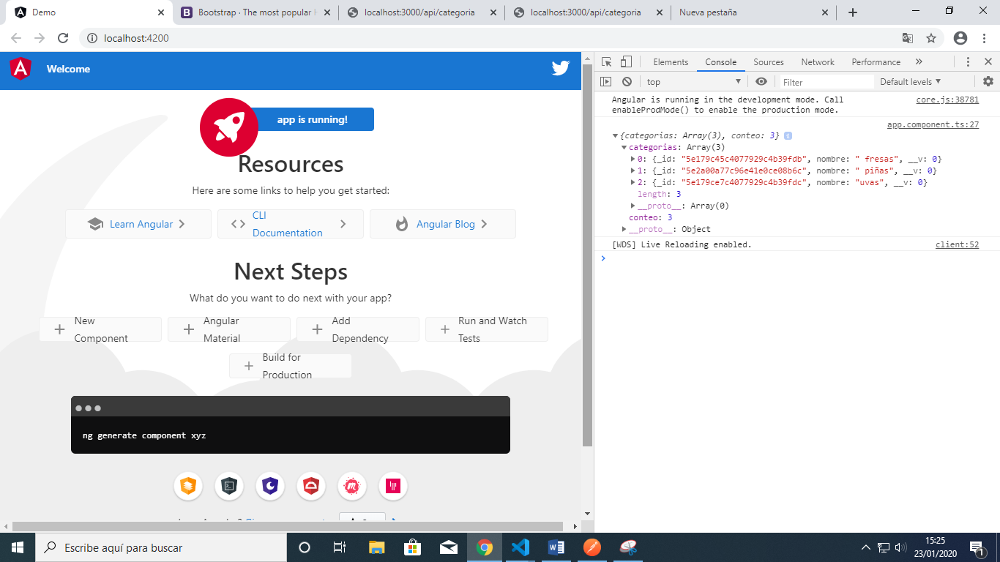 Demo
Bootstrap · The most popular
localhost:3000/api/categoria
localhost:3000/api/categoria
Nueva pestaña
localhost:4200
Welcome
app is running!
Resources
Here are some links to help you get started:
Learn Angular
CLI
Documentation
Angular Blog
Next Steps
What do you want to do next with your app?
New
Component
Angular
Material
Add
Dependency
Run and Watch
Tests
Build for
Production
ng generate component xyz
Elements
Console
Sources
Network
Performance
top
Filter
Default levels
Angular is running in the development mode. Call
enableProdMode() to enable the production mode.
core.js:38781
app.component.ts:27
{categorias: Array(3), conteo: 3}
categorias: Array(3)
0: {_id: "5e179c45c4077929c4b39fdb", nombre: " fresas", __v: 0}
1: {_id: "5e2a00a77c96e41e0ce08b6c", nombre: " piñas", __v: 0}
2: {_id: "5e179ce7c4077929c4b39fdc", nombre: "uvas", __v: 0}
length: 3
__proto__: Array(0)
conteo: 3
__proto__: Object
[WDS] Live Reloading enabled.
client:52
Escribe aquí para buscar
15:25
23/01/2020
1